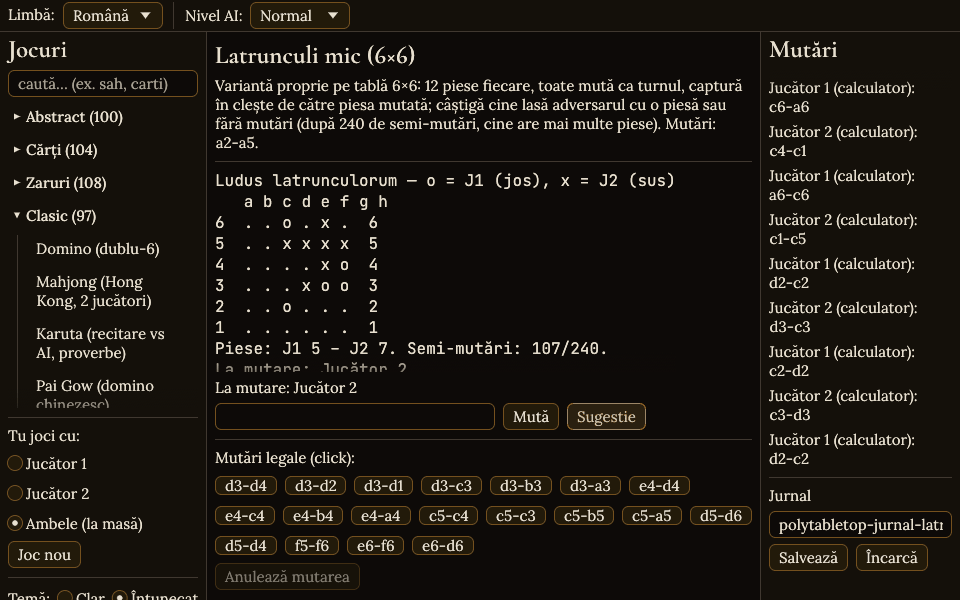 Limbă: Română ▼ Nivel AI: Normal ▼
Jocuri
caută... (ex. sah, carti)
▸ Abstract (100)
▸ Cărți (104)
▸ Zaruri (108)
▾ Clasic (97)
Domino (dublu-6)
Mahjong (Hong
Kong, 2 jucători)
Karuta (recitare vs
AI, proverbe)
Pai Gow (domino
chinezesc)
Tu joci cu:
Jucător 1
Jucător 2
Ambele (la masă)
Joc nou
Temă: Clar Întunecat
Latrunculi mic (6×6)
Variantă proprie pe tablă 6×6: 12 piese fiecare, toate mută ca turnul, captură
în clește de către piesa mutată; câștigă cine lasă adversarul cu o piesă sau
fără mutări (după 240 de semi-mutări, cine are mai multe piese). Mutări:
a2-a5.
Ludus latrunculorum — o = J1 (jos), x = J2 (sus)
a b c d e f g h
6 . . o . x . 6
5 . . x x x x 5
4 . . . . x o 4
3 . . . x o o 3
2 . . o . . . 2
1 . . . . . . 1
Piese: J1 5 — J2 7. Semi-mutări: 107/240.
La mutare: Jucător 2
La mutare: Jucător 2
Mută Sugestie
Mutări legale (click):
d3-d4 d3-d2 d3-d1 d3-c3 d3-b3 d3-a3 e4-d4
e4-c4 e4-b4 e4-a4 c5-c4 c5-c3 c5-b5 c5-a5 d5-d6
d5-d4 f5-f6 e6-f6 e6-d6
Anulează mutarea
Mutări
Jucător 1 (calculator):
c6-a6
Jucător 2 (calculator):
c4-c1
Jucător 1 (calculator):
a6-c6
Jucător 2 (calculator):
c1-c5
Jucător 1 (calculator):
d2-c2
Jucător 2 (calculator):
d3-c3
Jucător 1 (calculator):
c2-d2
Jucător 2 (calculator):
c3-d3
Jucător 1 (calculator):
d2-c2
Jurnal
polytabletop-jurnal-latr
Salvează Încarcă